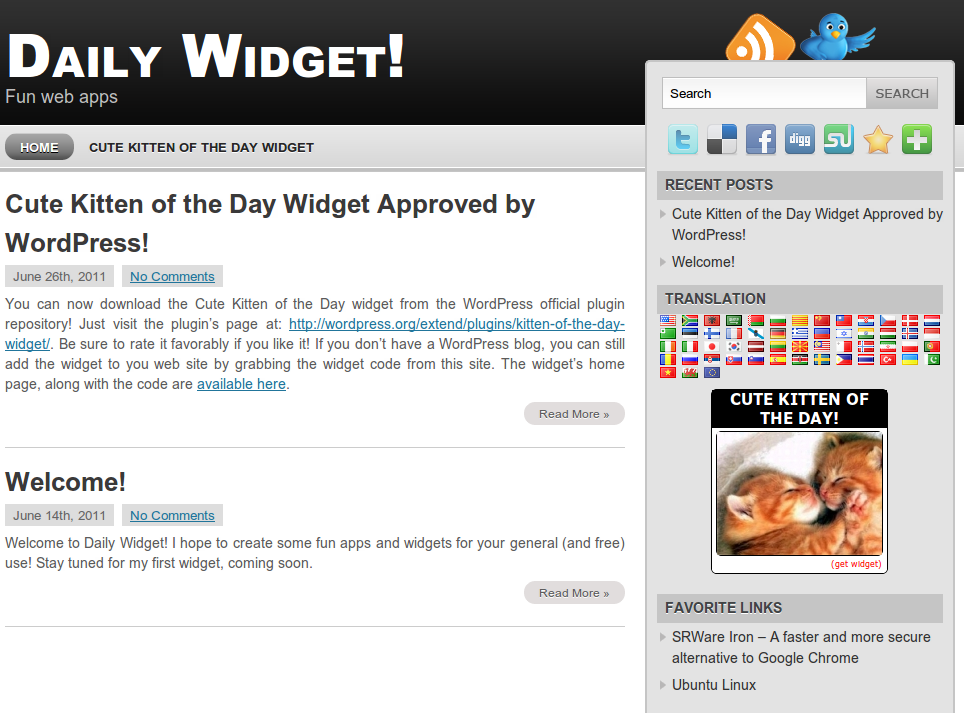 Daily Widget!
Fun web apps
HOME
CUTE KITTEN OF THE DAY WIDGET
Cute Kitten of the Day Widget Approved by
WordPress!
June 26th, 2011
No Comments
You can now download the Cute Kitten of the Day widget from the WordPress official plugin
repository! Just visit the plugin's page at: http://wordpress.org/extend/plugins/kitten-of-the-day-
widget/. Be sure to rate it favorably if you like it! If you don't have a WordPress blog, you can still
add the widget to you web site by grabbing the widget code from this site. The widget's home
page, along with the code are available here.
Read More »
Welcome!
June 14th, 2011
No Comments
Welcome to Daily Widget! I hope to create some fun apps and widgets for your general (and free)
use! Stay tuned for my first widget, coming soon.
Read More »
Search
SEARCH
t
f
digg
RECENT POSTS
Cute Kitten of the Day Widget Approved by
WordPress!
Welcome!
TRANSLATION
CUTE KITTEN OF
THE DAY!
(get widget)
FAVORITE LINKS
SRWare Iron – A faster and more secure
alternative to Google Chrome
Ubuntu Linux